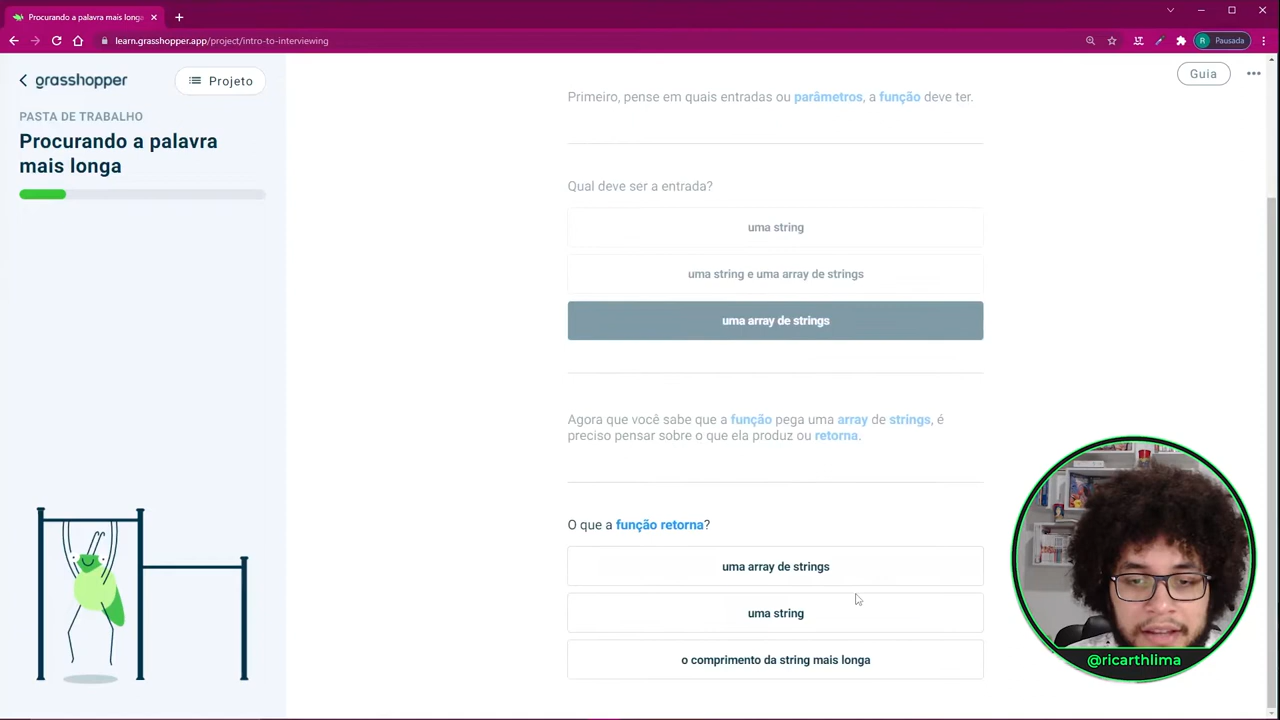 Procurando a palavra mais longa
learn.grasshopper.app/project/intro-to-interviewing
LT
R Pausada
grasshopper
Projeto
Guia
PASTA DE TRABALHO
Procurando a palavra
mais longa
Primeiro, pense em quais entradas ou parâmetros, a função deve ter.
Qual deve ser a entrada?
uma string
uma string e uma array de strings
uma array de strings
Agora que você sabe que a função pega uma array de strings, é
preciso pensar sobre o que ela produz ou retorna.
O que a função retorna?
uma array de strings
uma string
o comprimento da string mais longa
@ricarthlima